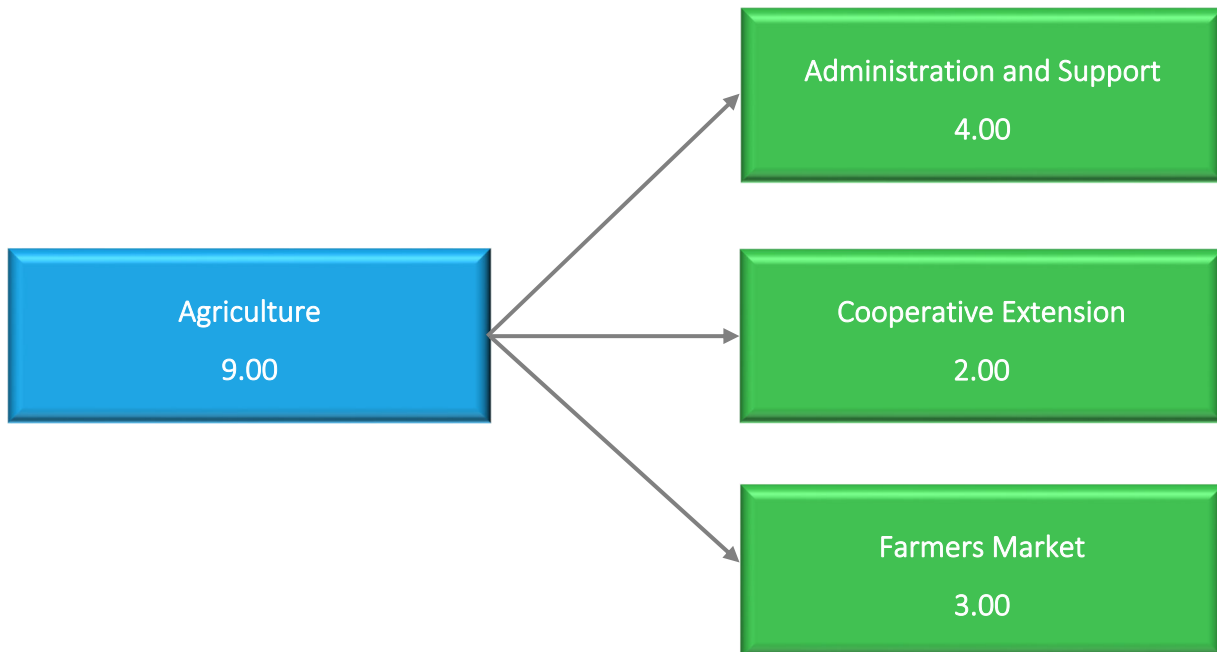 Administration and Support
4.00
Agriculture
9.00
Cooperative Extension
2.00
Farmers Market
3.00